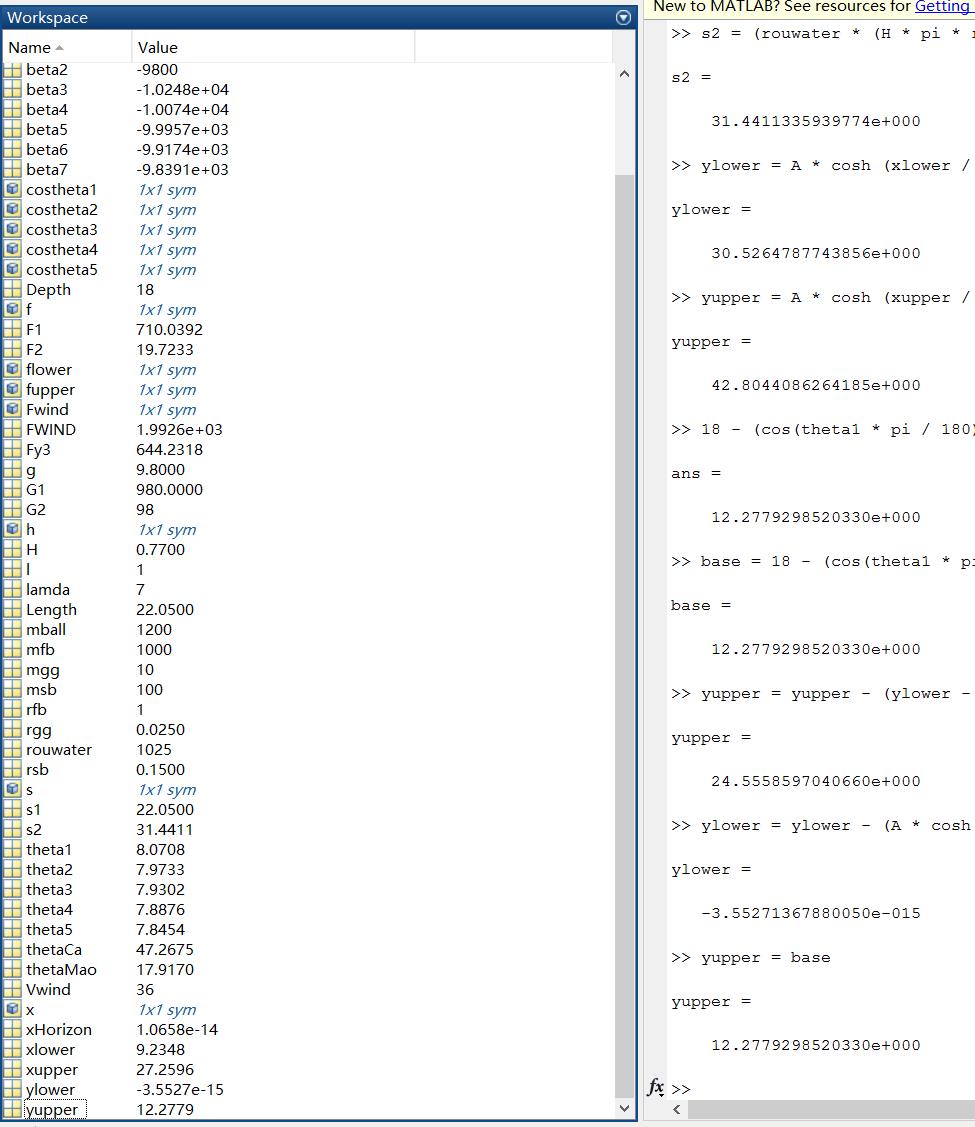 Workspace
Name Value
beta2 -9800
beta3 -1.0248e+04
beta4 -1.0074e+04
beta5 -9.9957e+03
beta6 -9.9174e+03
beta7 -9.8391e+03
costheta1 1x1 sym
costheta2 1x1 sym
costheta3 1x1 sym
costheta4 1x1 sym
costheta5 1x1 sym
Depth 18
f 1x1 sym
F1 710.0392
F2 19.7233
flower 1x1 sym
fupper 1x1 sym
Fwind 1x1 sym
FWIND 1.9926e+03
Fy3 644.2318
g 9.8000
G1 980.0000
G2 98
h 1x1 sym
H 0.7700
l 1
lamda 7
Length 22.0500
mball 1200
mfb 1000
mgg 10
msb 100
rfb 1
rgg 0.0250
rouwater 1025
rsb 0.1500
s 1x1 sym
s1 22.0500
s2 31.4411
theta1 8.0708
theta2 7.9733
theta3 7.9302
theta4 7.8876
theta5 7.8454
thetaCa 47.2675
thetaMao 17.9170
Vwind 36
x 1x1 sym
xHorizon 1.0658e-14
xlower 9.2348
xupper 27.2596
ylower -3.5527e-15
yupper 12.2779
New to MATLAB? See resources for Getting
>> s2 = (rouwater * (H * pi *
s2 =
31.4411335939774e+000
>> ylower = A * cosh (xlower /
ylower =
30.5264787743856e+000
>> yupper = A * cosh (xupper /
yupper =
42.8044086264185e+000
>> 18 - (cos(theta1 * pi / 180)
ans =
12.2779298520330e+000
>> base = 18 - (cos(theta1 * pi
base =
12.2779298520330e+000
>> yupper = yupper - (ylower -
yupper =
24.5558597040660e+000
>> ylower = ylower - (A * cosh
ylower =
-3.55271367880050e-015
>> yupper = base
yupper =
12.2779298520330e+000
fx >>